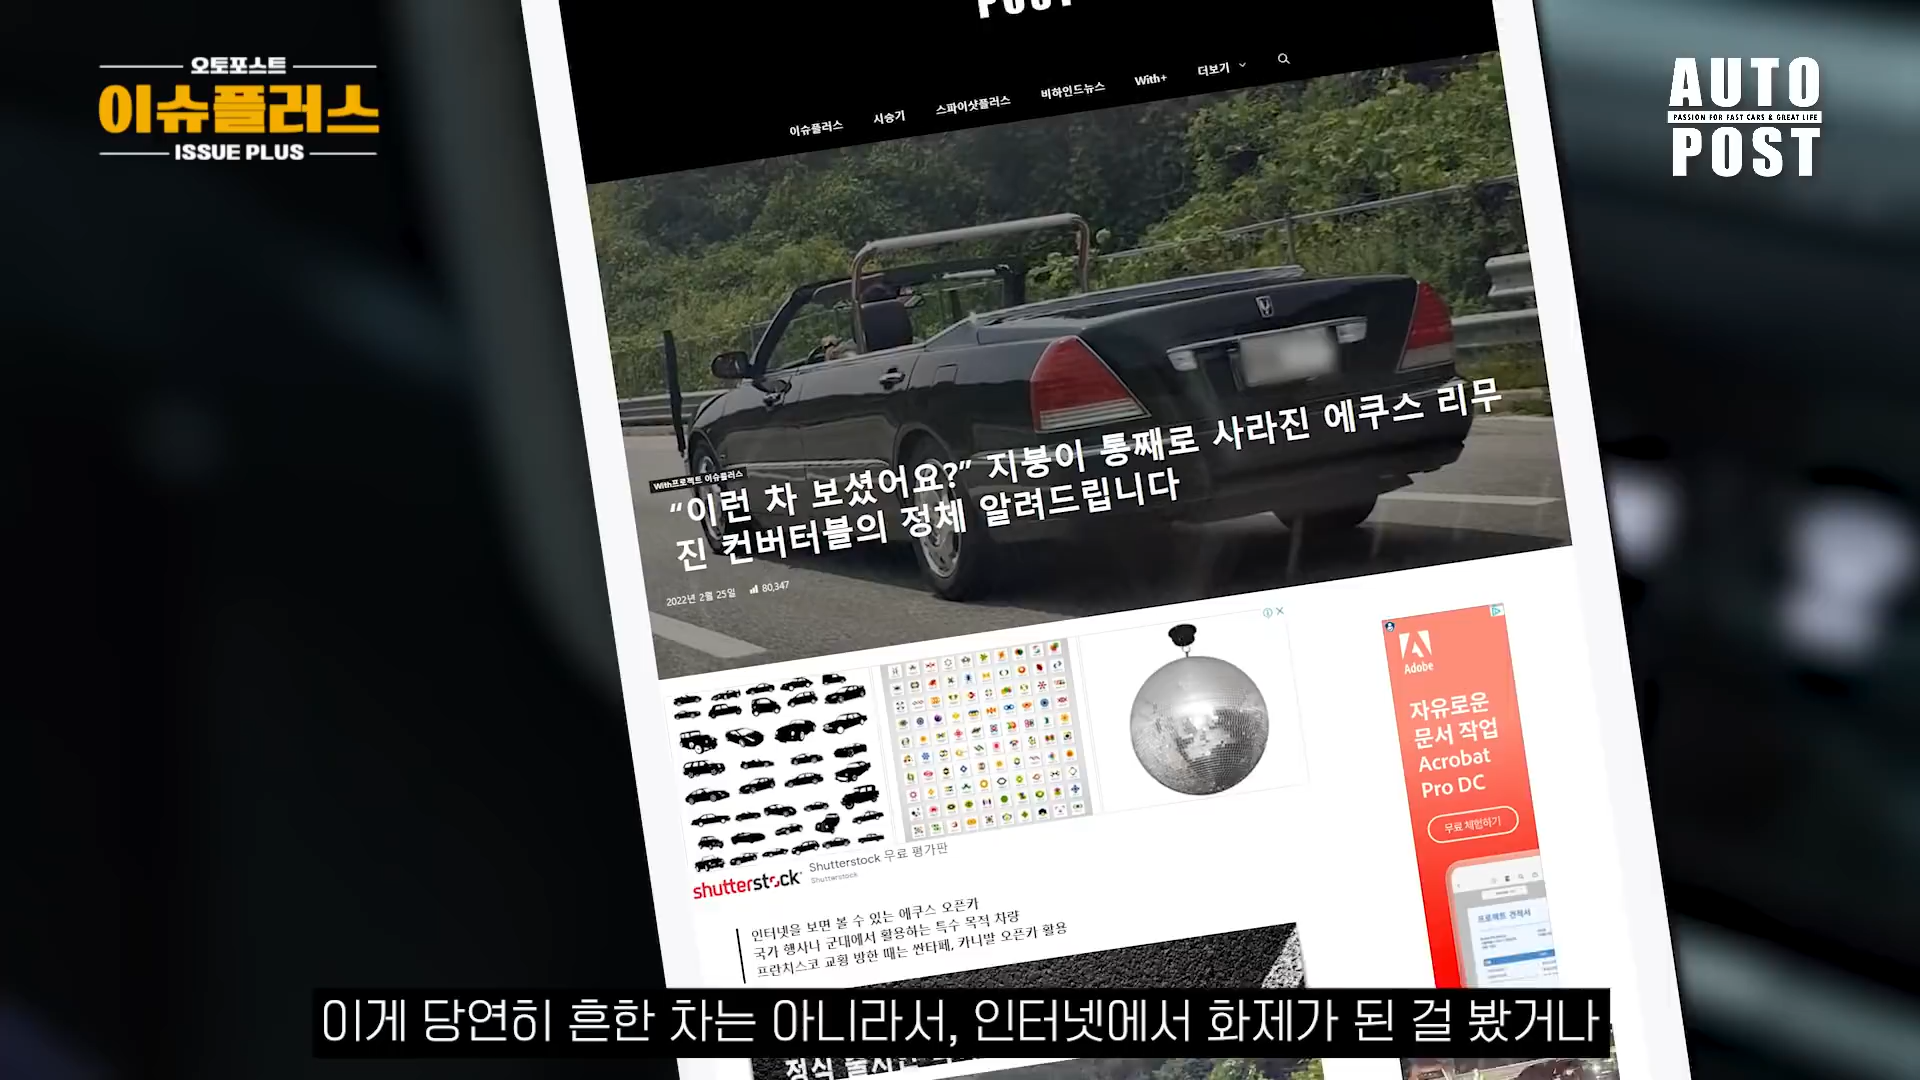 오토포스트
이슈플러스
ISSUE PLUS
AUTO
PASSION FOR FAST CARS & GREAT LIFE
POST
POST
이슈플러스 시승기 스파이샷플러스 비하인드뉴스 With+ 더보기
With프로젝트 이슈플러스
“이런 차 보셨어요?” 지붕이 통째로 사라진 에쿠스 리무
진 컨버터블의 정체 알려드립니다
2022년 2월 25일 80,347
Adobe
자유로운
문서 작업
Acrobat
Pro DC
무료 체험하기
프로젝트 견적서
shutterstock
Shutterstock 무료 평가판
Shutterstock
인터넷을 보면 볼 수 있는 에쿠스 오픈카
국가 행사나 군대에서 활용하는 특수 목적 차량
프란치스코 교황 방한 때는 싼타페, 카니발 오픈카 활용
이게 당연히 흔한 차는 아니라서, 인터넷에서 화제가 된 걸 봤거나